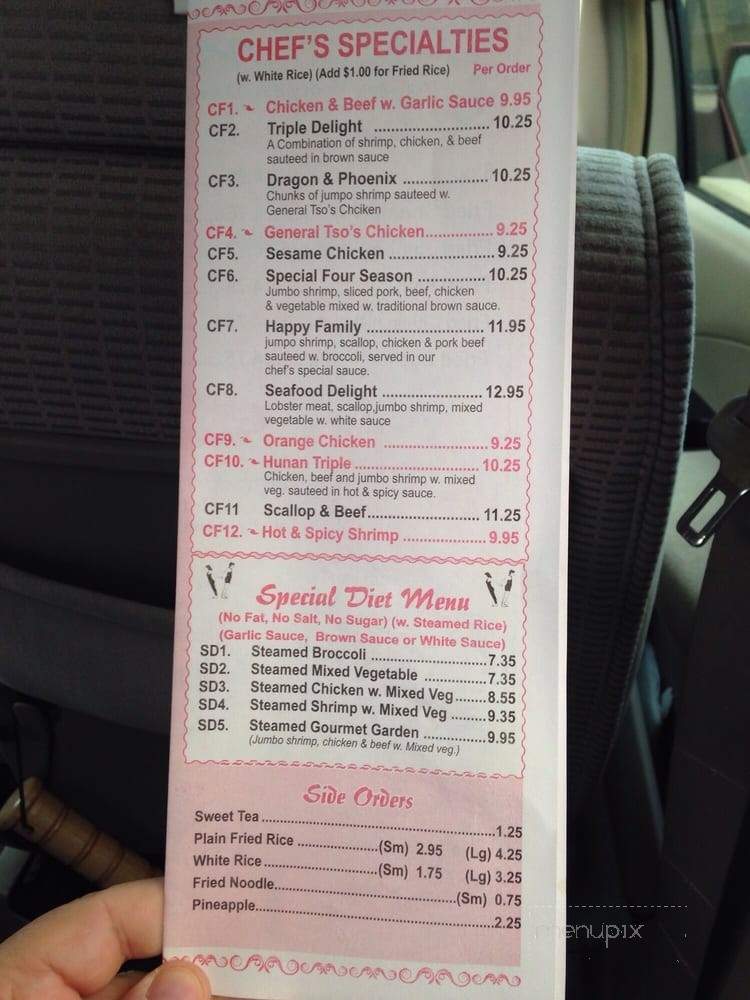 CHEF'S SPECIALTIES
(w. White Rice) (Add $1.00 for Fried Rice) Per Order
CF1. Chicken & Beef w. Garlic Sauce 9.95
CF2. Triple Delight ............................ 10.25
A Combination of shrimp, chicken, & beef
sauteed in brown sauce
CF3. Dragon & Phoenix .................... 10.25
Chunks of jumpo shrimp sauteed w.
General Tso's Chciken
CF4. General Tso's Chicken................ 9.25
CF5. Sesame Chicken ......................... 9.25
CF6. Special Four Season ................ 10.25
Jumbo shrimp, sliced pork, beef, chicken
& vegetable mixed w. traditional brown sauce.
CF7. Happy Family ............................ 11.95
jumpo shrimp, scallop, chicken & pork beef
sauteed w. broccoli, served in our
chef's special sauce.
CF8. Seafood Delight ........................ 12.95
Lobster meat, scallop,jumbo shrimp, mixed
vegetable w. white sauce
CF9. Orange Chicken ......................... 9.25
CF10. Hunan Triple .............................. 10.25
Chicken, beef and jumbo shrimp w. mixed
veg. sauteed in hot & spicy sauce.
CF11 Scallop & Beef........................... 11.25
CF12. Hot & Spicy Shrimp .................... 9.95
Special Diet Menu
(No Fat, No Salt, No Sugar) (w. Steamed Rice)
(Garlic Sauce, Brown Sauce or White Sauce)
SD1. Steamed Broccoli ...........................7.35
SD2. Steamed Mixed Vegetable ...............7.35
SD3. Steamed Chicken w. Mixed Veg........8.55
SD4. Steamed Shrimp w. Mixed Veg .........9.35
SD5. Steamed Gourmet Garden ................9.95
(Jumbo shrimp, chicken & beef w. Mixed veg.)
Side Orders
Sweet Tea ............................................................1.25
Plain Fried Rice ....................(Sm) 2.95 (Lg) 4.25
White Rice ............................(Sm) 1.75 (Lg) 3.25
Fried Noodle.............................................(Sm) 0.75
Pineapple.............................................................2.25
menupix